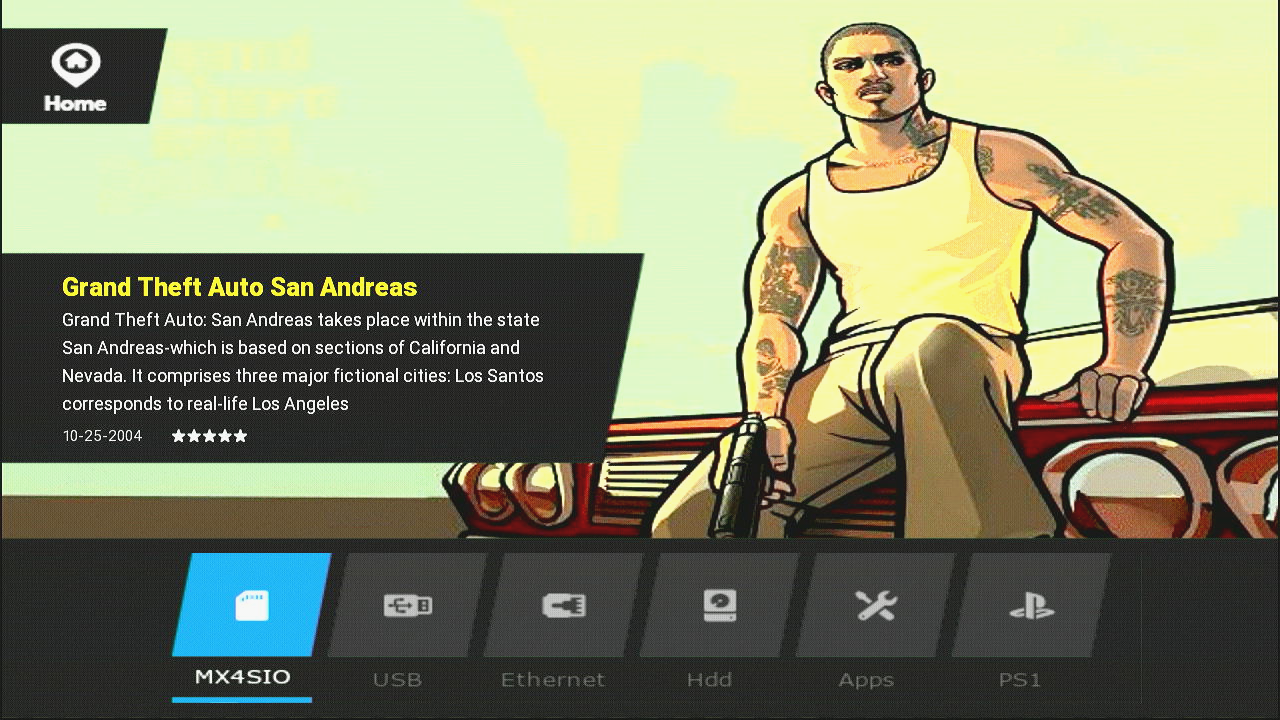 Home
Grand Theft Auto San Andreas
Grand Theft Auto: San Andreas takes place within the state
San Andreas-which is based on sections of California and
Nevada. It comprises three major fictional cities: Los Santos
corresponds to real-life Los Angeles
10-25-2004
MX4SIO
USB
Ethernet
Hdd
Apps
PS1